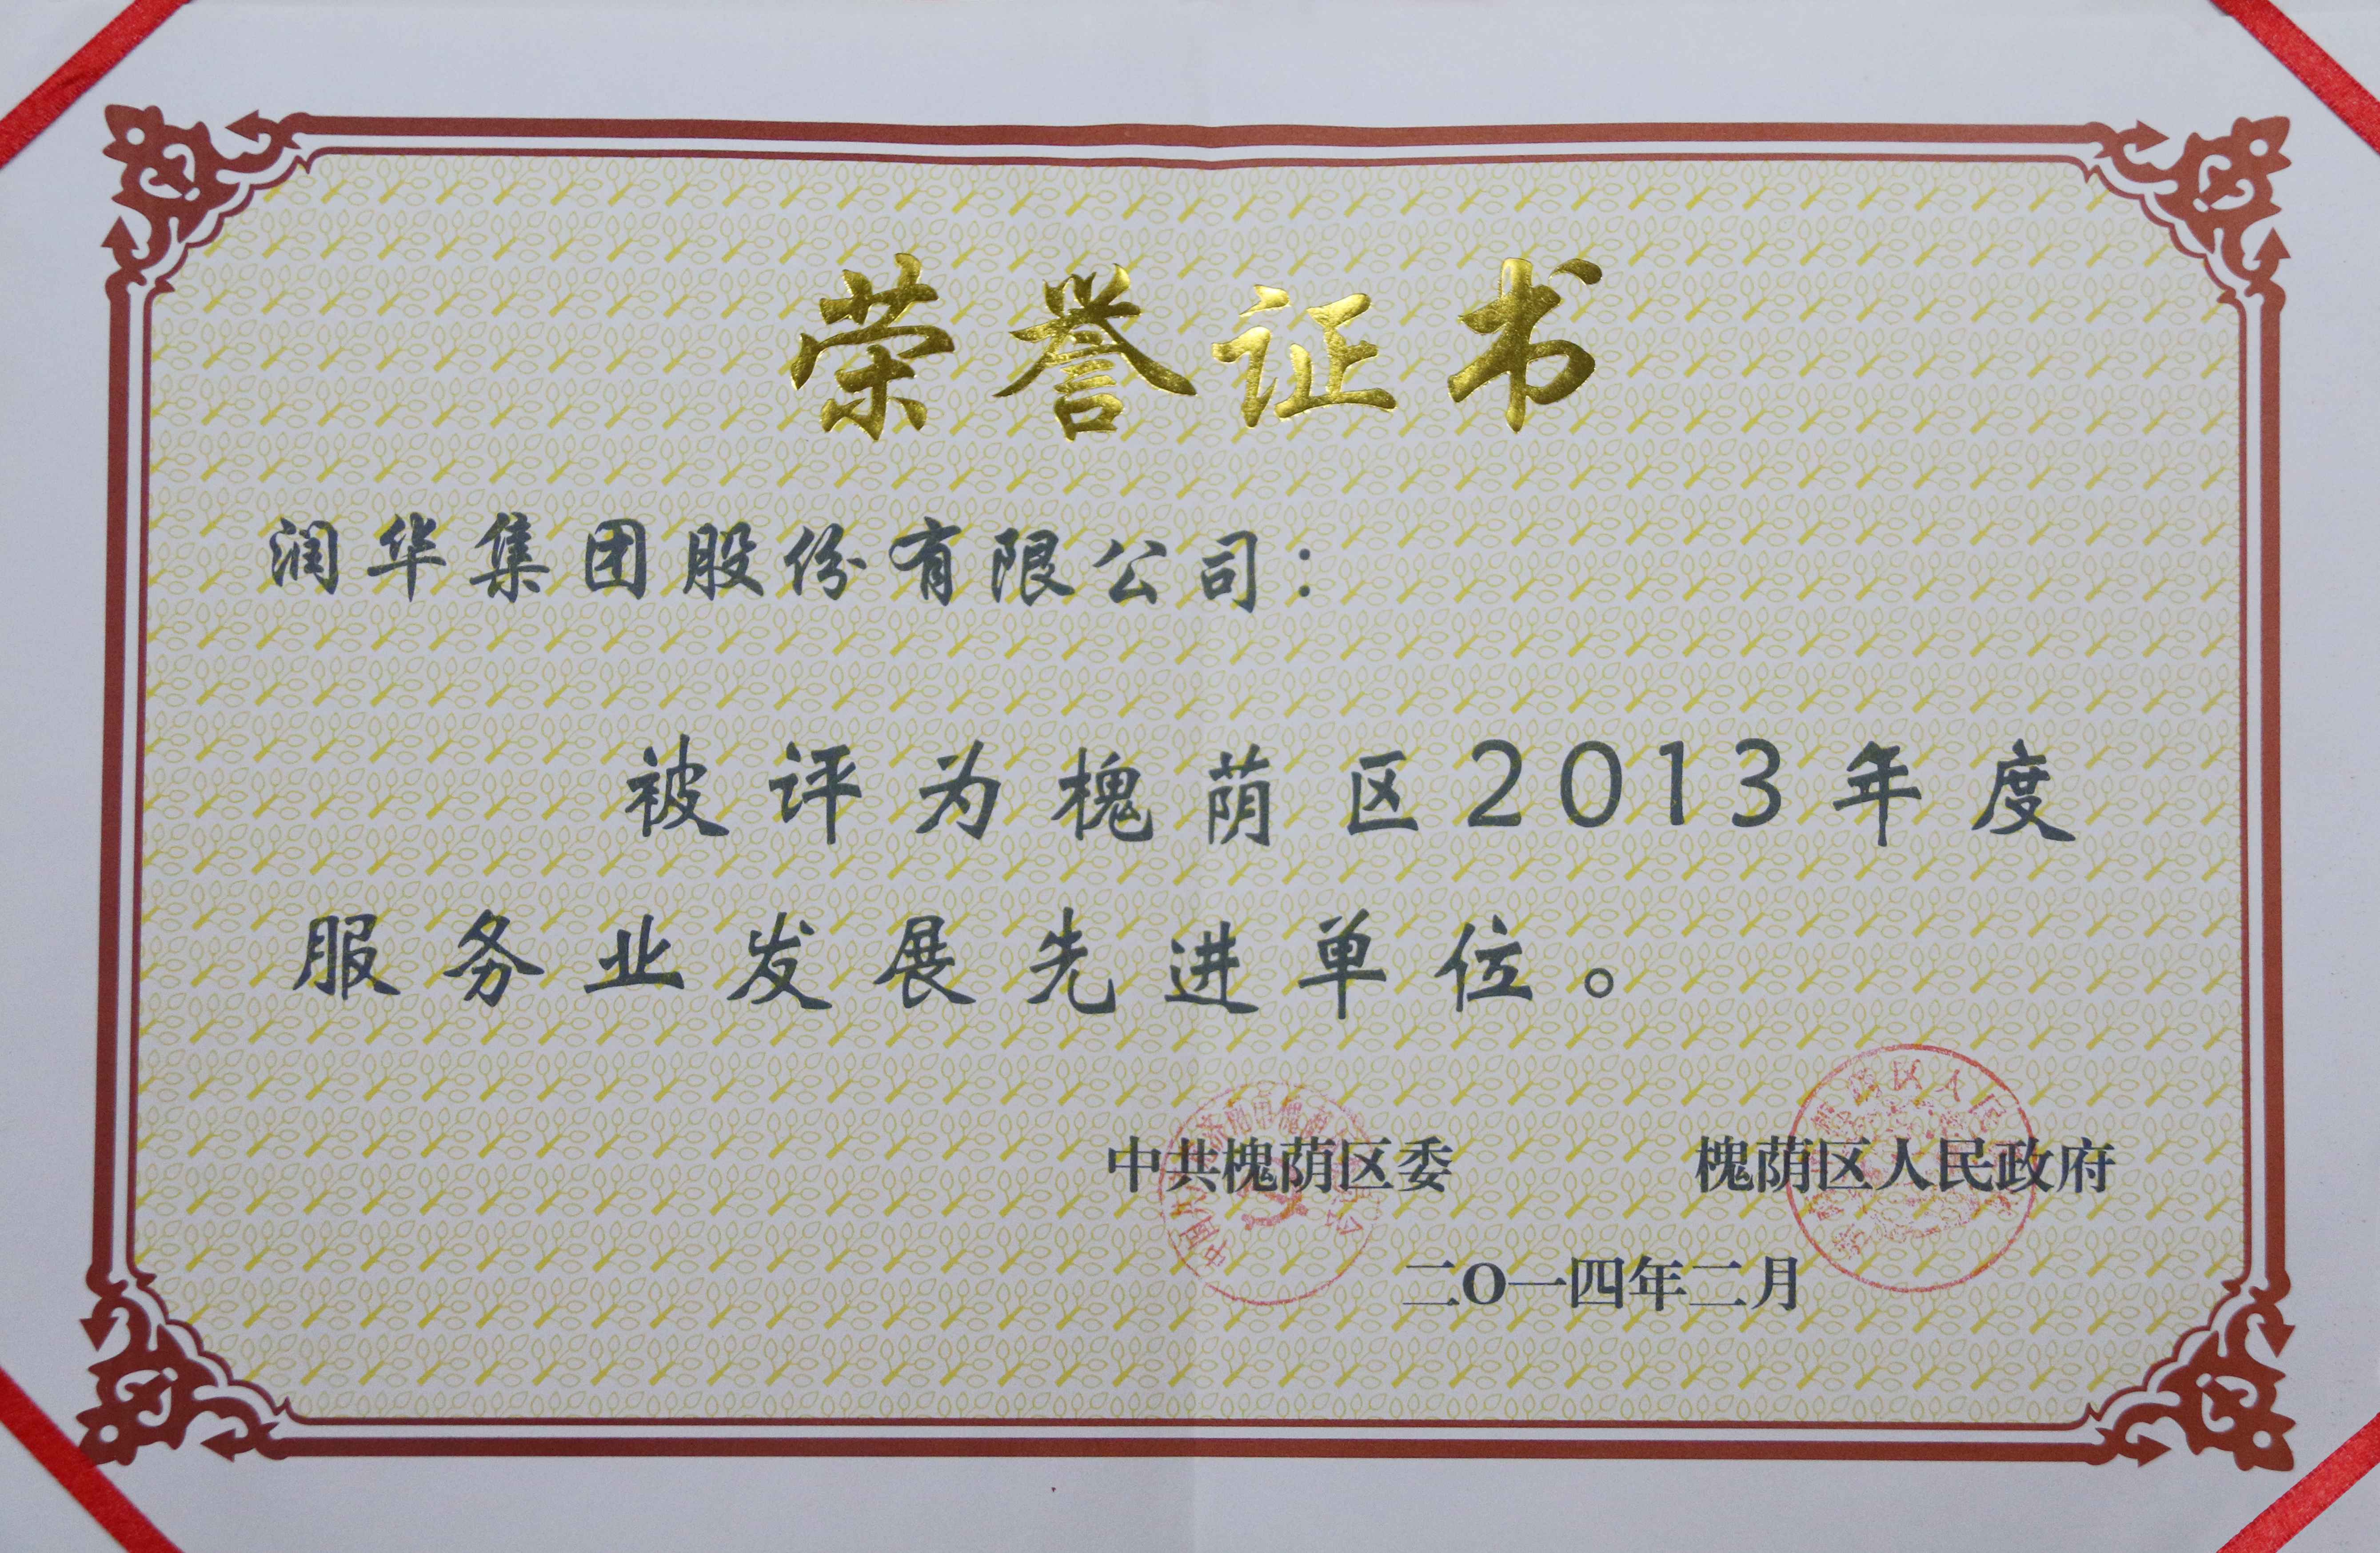 荣誉证书
润华集团股份有限公司：
被评为槐荫区2013年度
服务业发展先进单位。
中共槐荫区委 槐荫区人民政府
二〇一四年二月